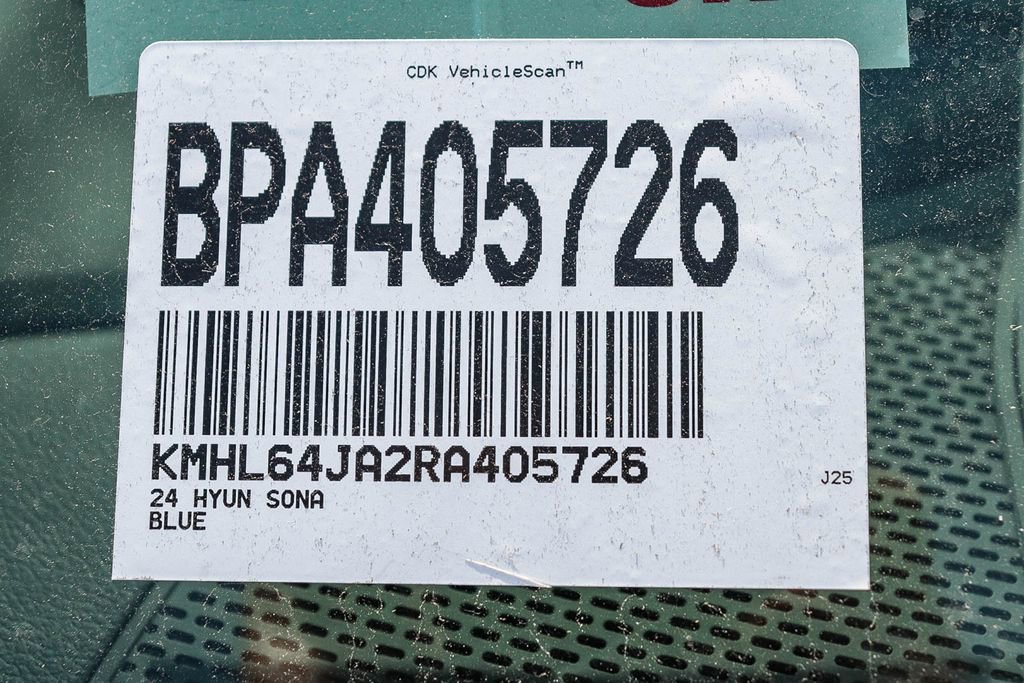 CDK VehicleScan™
BPA405726
KMHL64JA2RA405726
24 HYUN SONA
BLUE
J25